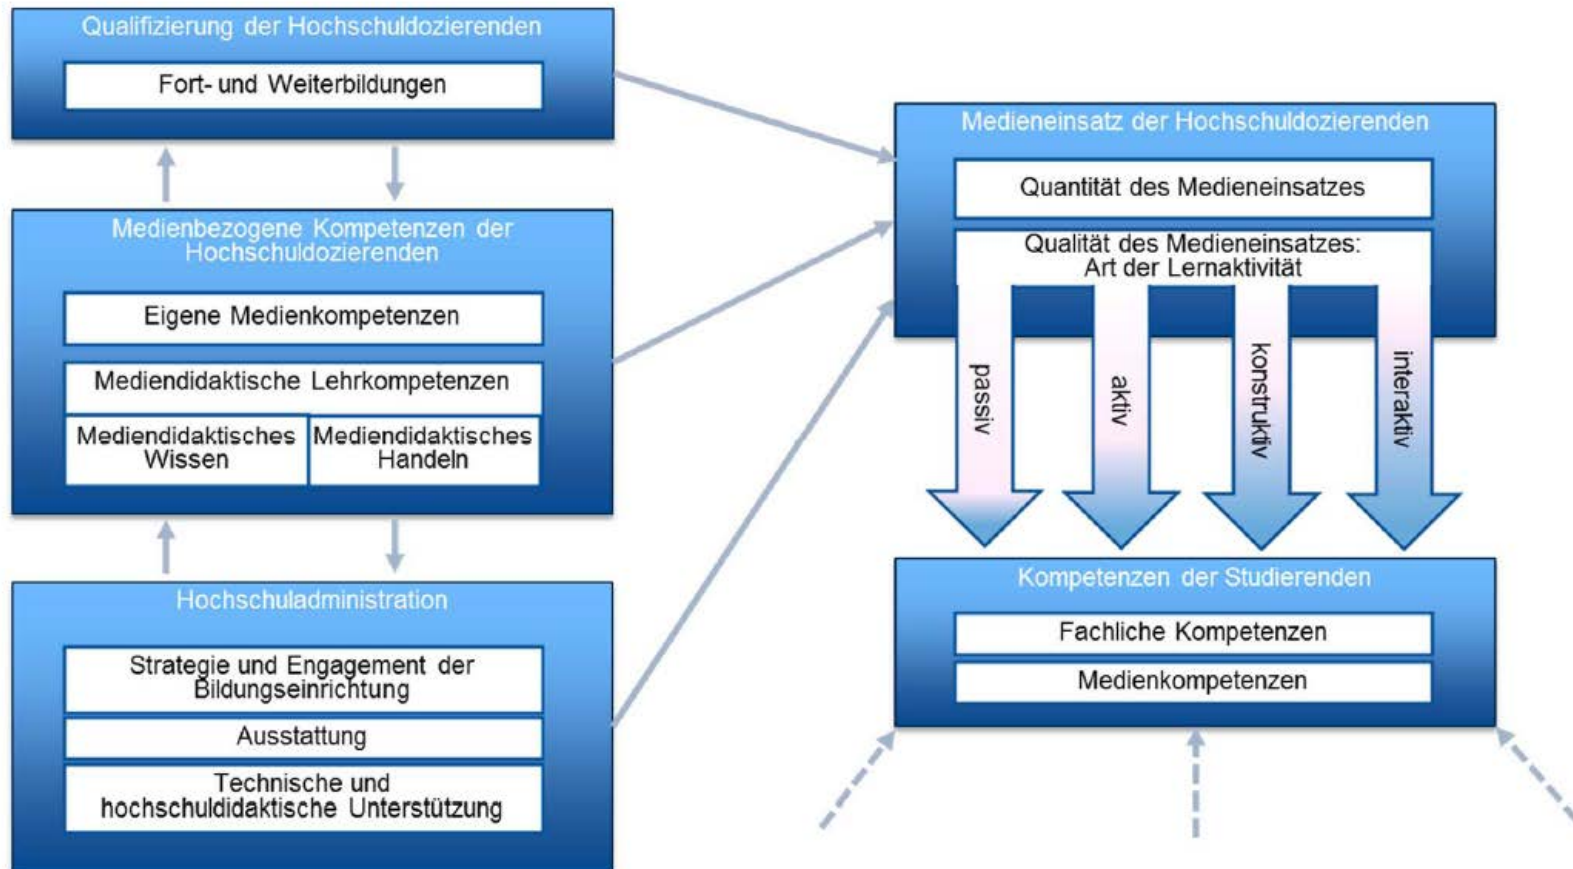 Qualifizierung der Hochschuldozierenden
Fort- und Weiterbildungen
Medienbezogene Kompetenzen der
Hochschuldozierenden
Eigene Medienkompetenzen
Mediendidaktische Lehrkompetenzen
Mediendidaktisches
Wissen
Mediendidaktisches
Handeln
Hochschuladministration
Strategie und Engagement der
Bildungseinrichtung
Ausstattung
Technische und
hochschuldidaktische Unterstützung
Medieneinsatz der Hochschuldozierenden
Quantität des Medieneinsatzes
Qualität des Medieneinsatzes:
Art der Lernaktivität
passiv
aktiv
konstruktiv
interaktiv
Kompetenzen der Studierenden
Fachliche Kompetenzen
Medienkompetenzen